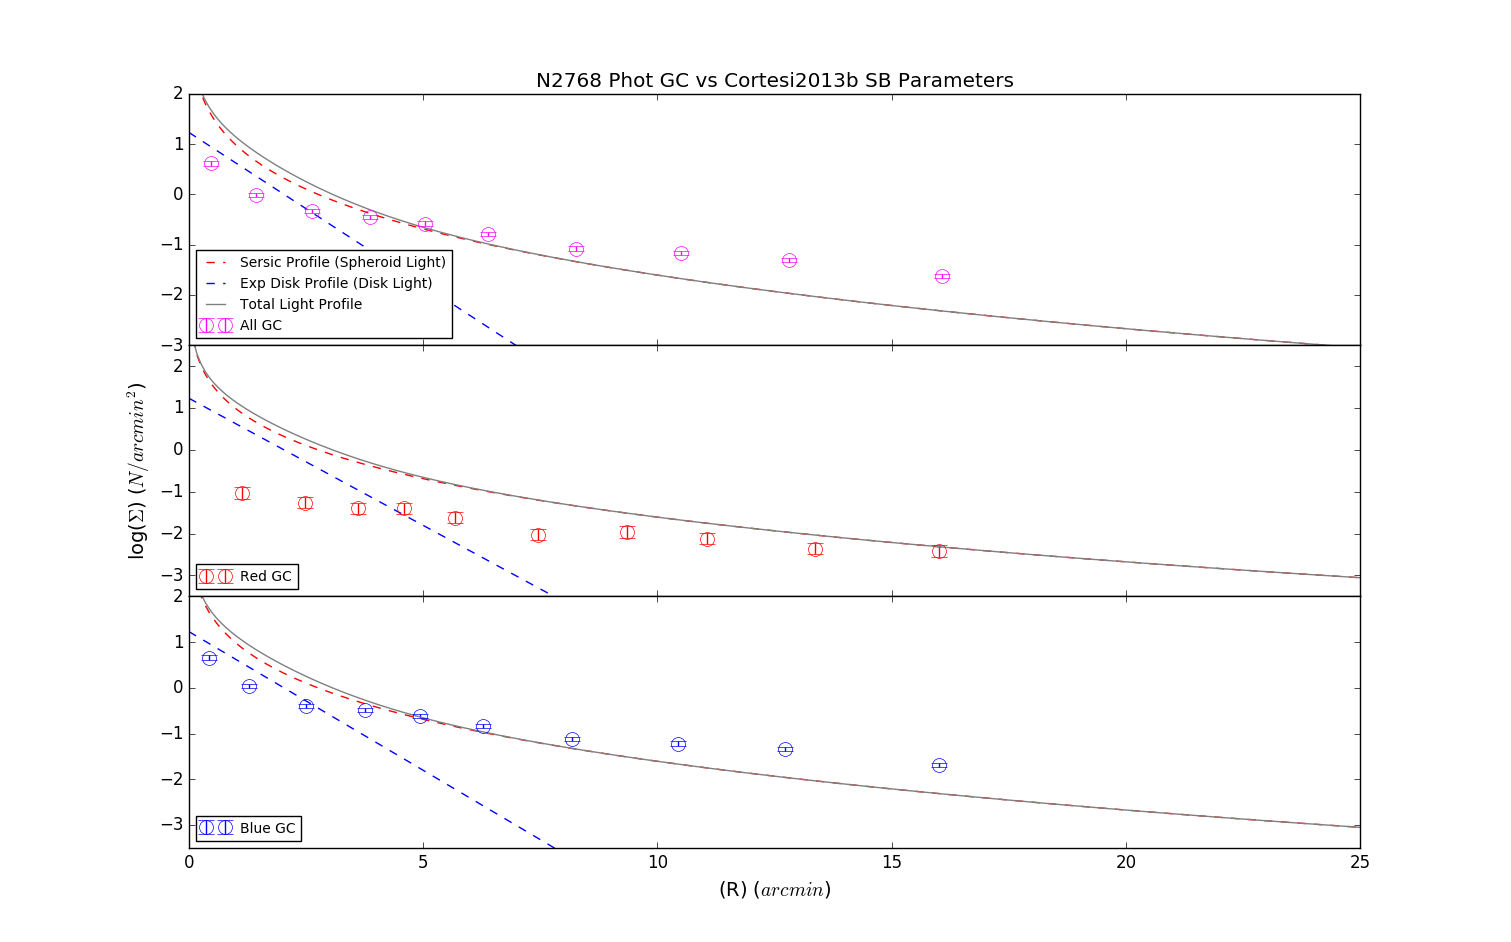 N2768 Phot GC vs Cortesi2013b SB Parameters
2
1
0
−1
−2
−3
Sersic Profile (Spheroid Light)
Exp Disk Profile (Disk Light)
Total Light Profile
All GC
log(Σ) (N/arcmin²)
2
1
0
−1
−2
−3
Red GC
2
1
0
−1
−2
−3
Blue GC
0 5 10 15 20 25
(R) (arcmin)